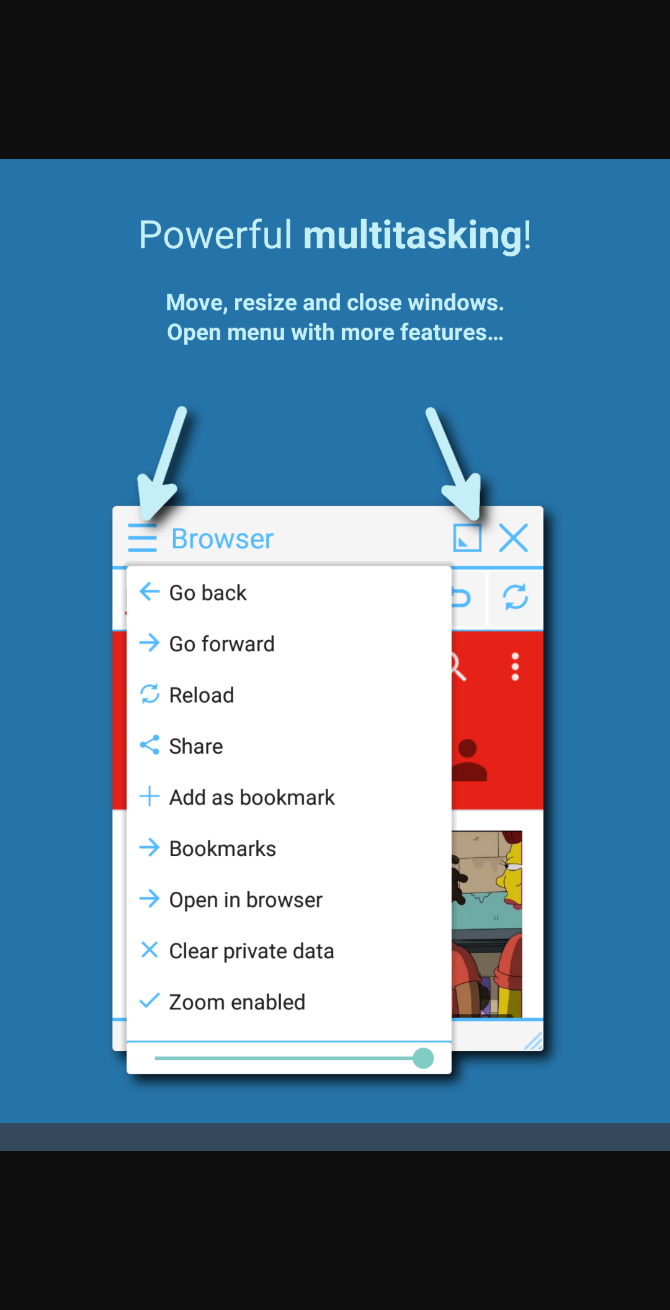 Powerful multitasking!
Move, resize and close windows.
Open menu with more features…
Browser
Go back
Go forward
Reload
Share
Add as bookmark
Bookmarks
Open in browser
Clear private data
Zoom enabled